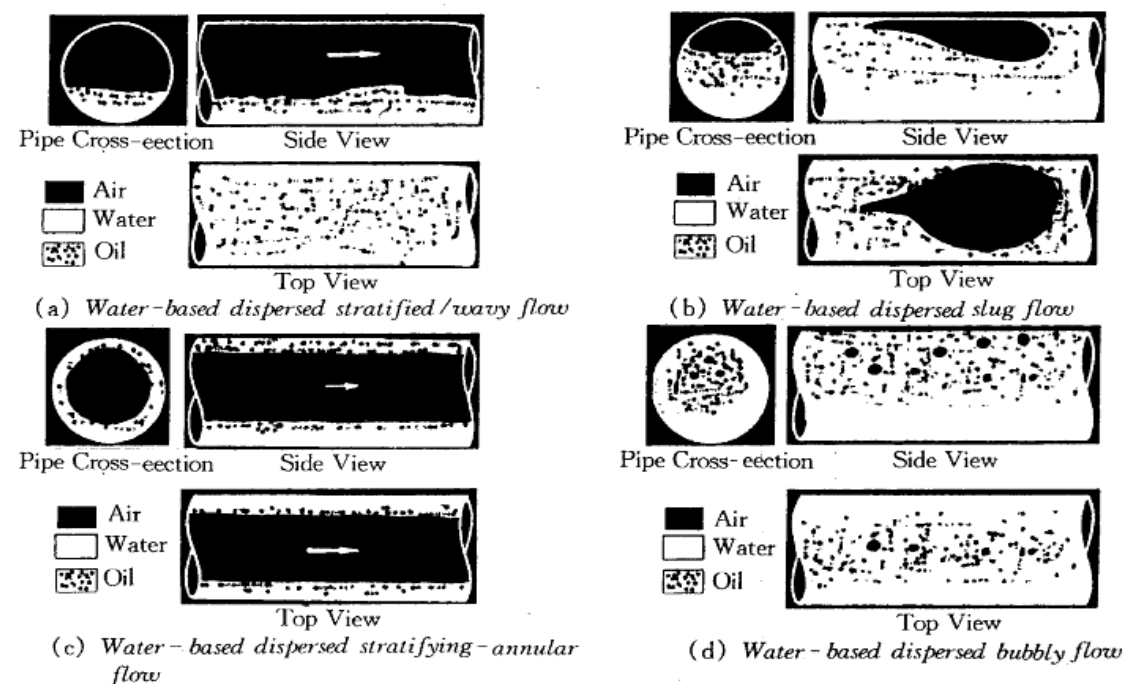 Pipe Cross-eection
Side View
Air
Water
Oil
Top View
(a) Water-based dispersed stratified/wavy flow
Pipe Cross-eection
Side View
Air
Water
Oil
Top View
(b) Water-based dispersed slug flow
Pipe Cross-eection
Side View
Air
Water
Oil
Top View
(c) Water-based dispersed stratifying-annular
flow
Pipe Cross-eection
Side View
Air
Water
Oil
Top View
(d) Water-based dispersed bubbly flow